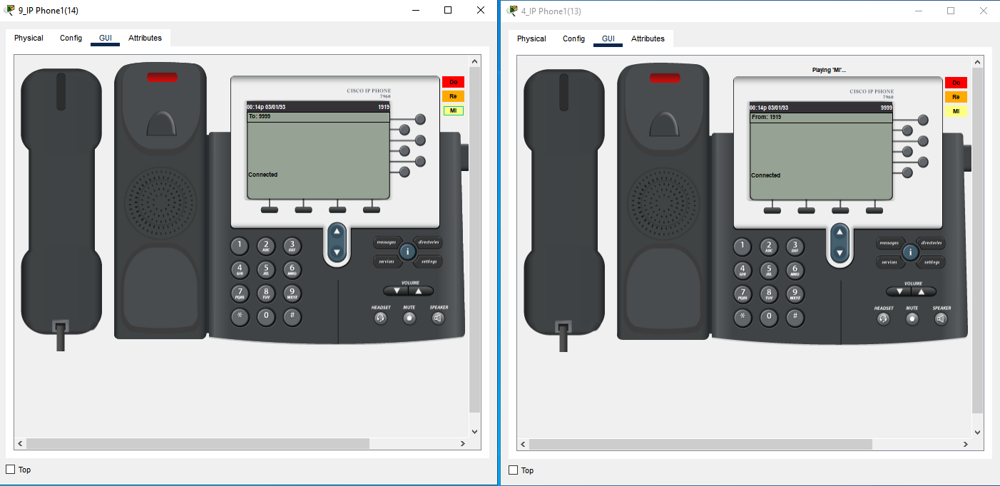 9_IP Phone1(14)
Physical Config GUI Attributes
CISCO IP PHONE
7960
00:14p 03/01/93 1919
To: 9999
Connected
Do
Re
MI
1 2 ABC 3 DEF
4 GHI 5 JKL 6 MNO
7 PQRS 8 TUV 9 WXYZ
* 0 #
messages directories
i
services settings
VOLUME
HEADSET MUTE SPEAKER
Top
4_IP Phone1(13)
Physical Config GUI Attributes
Playing 'MI'...
CISCO IP PHONE
7960
00:14p 03/01/93 9999
From: 1919
Connected
Do
Re
MI
1 2 ABC 3 DEF
4 GHI 5 JKL 6 MNO
7 PQRS 8 TUV 9 WXYZ
* 0 #
messages directories
i
services settings
VOLUME
HEADSET MUTE SPEAKER
Top